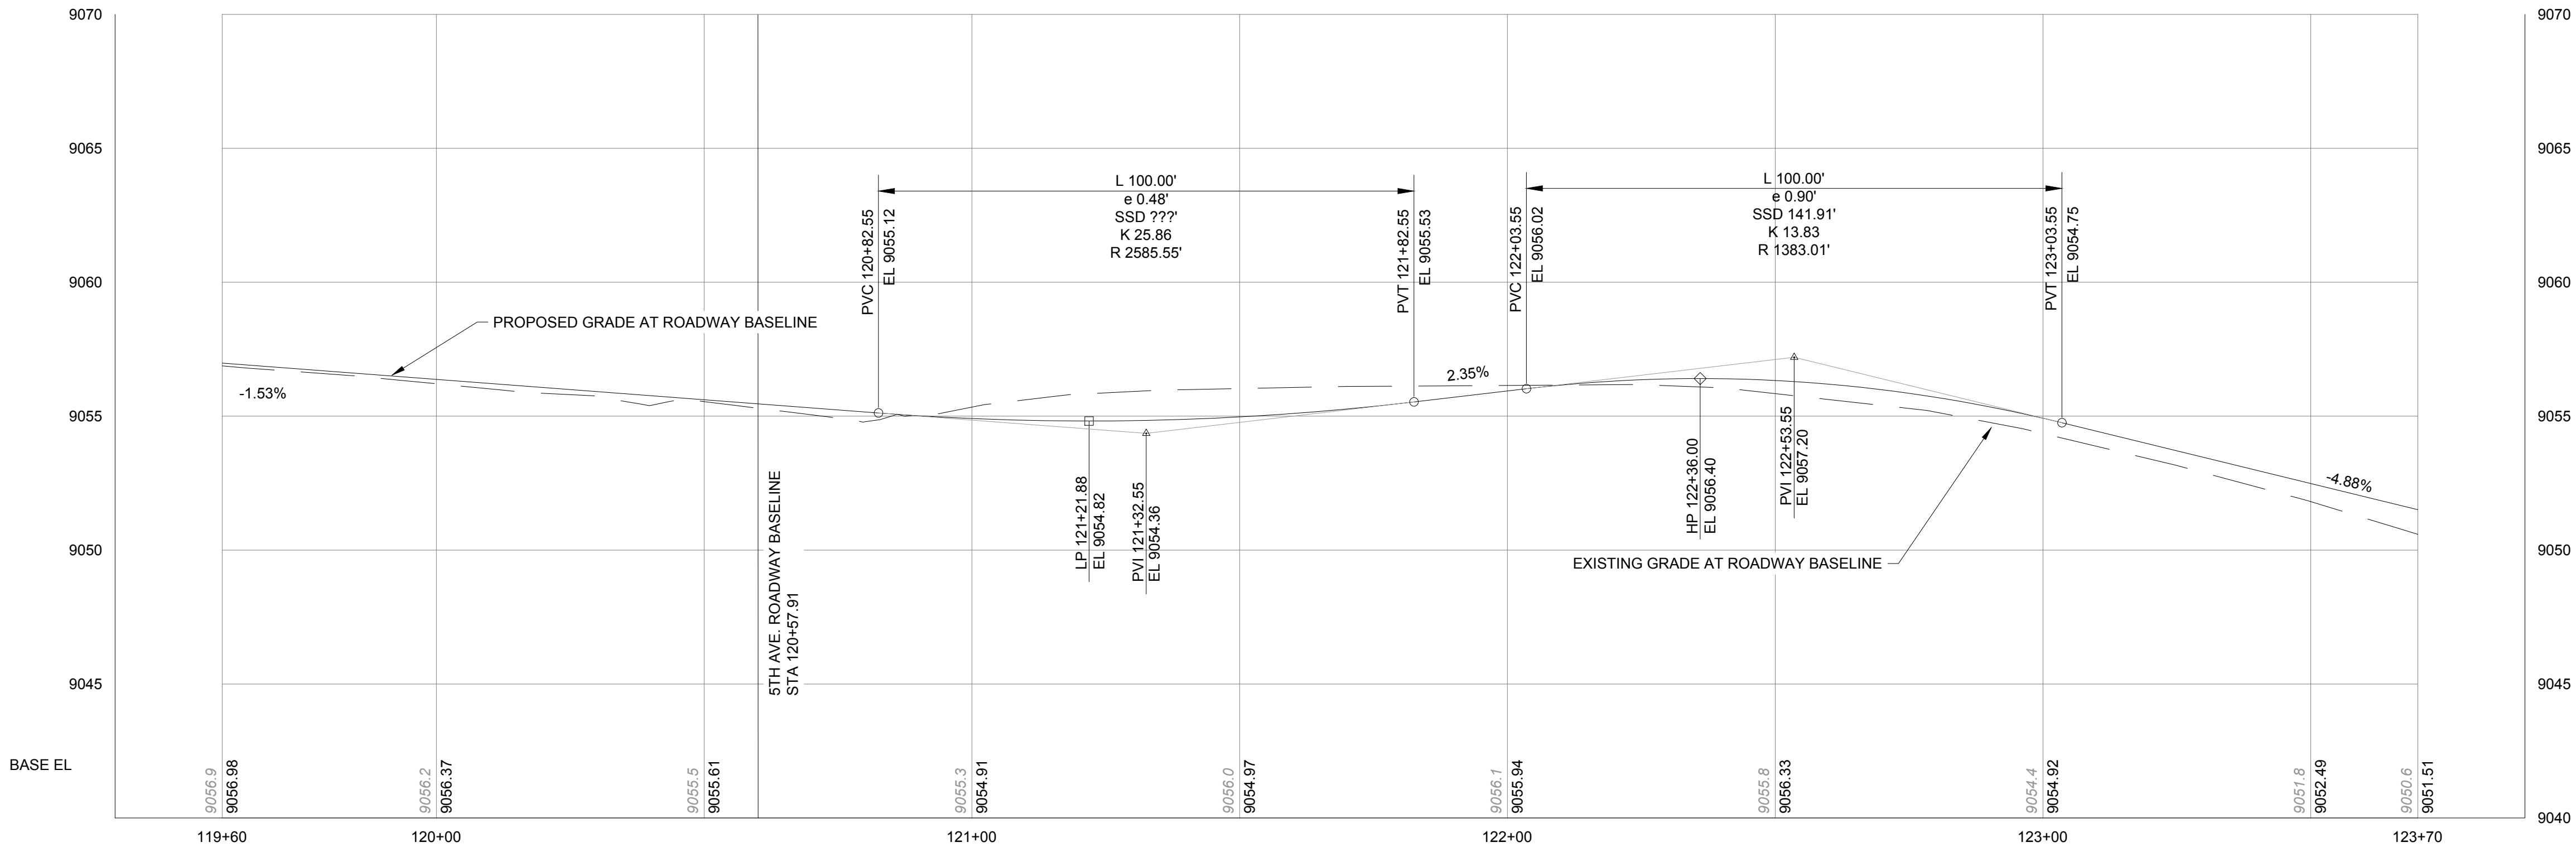 9070
9070
9065
9065
9060
9060
9055
9055
9050
9050
9045
9045
9040
BASE EL
PROPOSED GRADE AT ROADWAY BASELINE
-1.53%
5TH AVE. ROADWAY BASELINE
STA 120+57.91
PVC 120+82.55
EL 9055.12
L 100.00'
e 0.48'
SSD ???'
K 25.86
R 2585.55'
PVT 121+82.55
EL 9055.53
LP 121+21.88
EL 9054.82
PVI 121+32.55
EL 9054.36
2.35%
PVC 122+03.55
EL 9056.02
L 100.00'
e 0.90'
SSD 141.91'
K 13.83
R 1383.01'
PVT 123+03.55
EL 9054.75
HP 122+36.00
EL 9056.40
PVI 122+53.55
EL 9057.20
EXISTING GRADE AT ROADWAY BASELINE
-4.88%
9056.9
9056.98
9056.2
9056.37
9055.5
9055.61
9055.3
9054.91
9056.0
9054.97
9056.1
9055.94
9055.8
9056.33
9054.4
9054.92
9051.8
9052.49
9050.6
9051.51
119+60
120+00
121+00
122+00
123+00
123+70